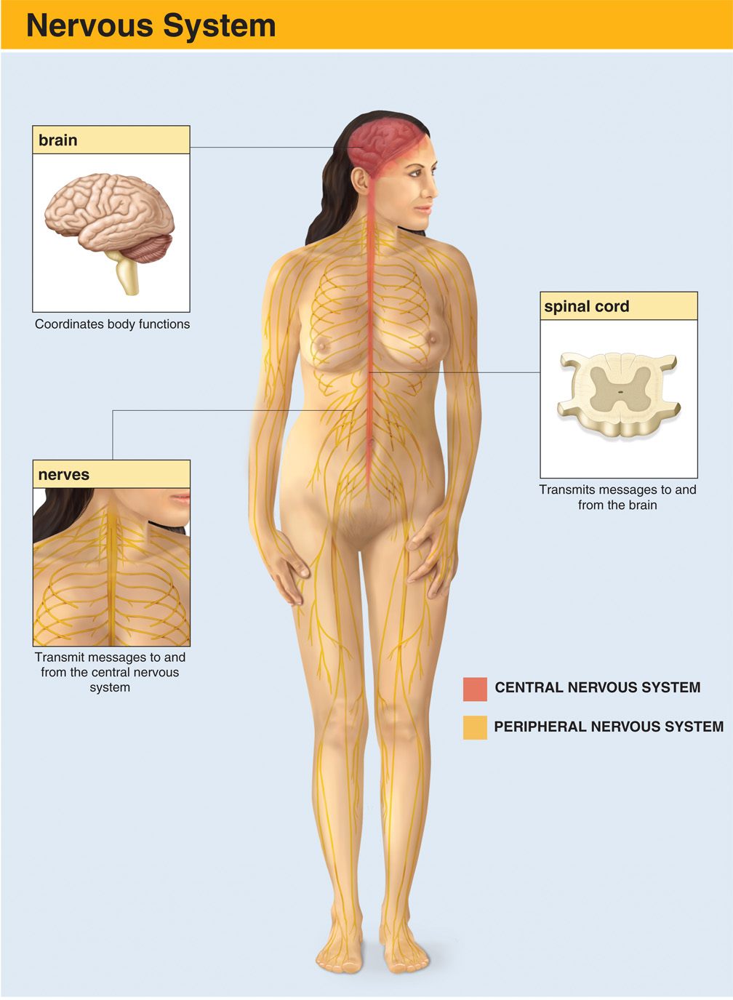 Nervous System
brain
Coordinates body functions
spinal cord
Transmits messages to and
from the brain
nerves
Transmit messages to and
from the central nervous
system
CENTRAL NERVOUS SYSTEM
PERIPHERAL NERVOUS SYSTEM